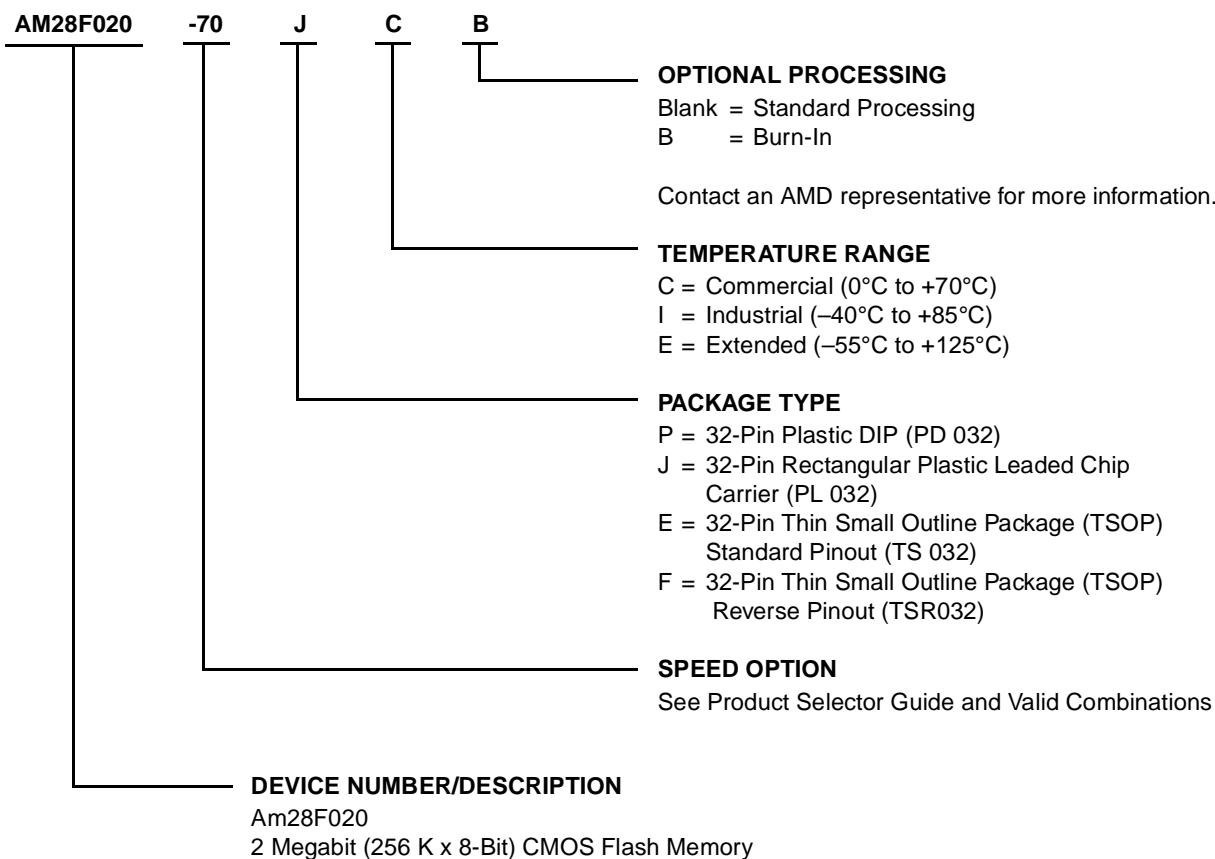 AM28F020 -70 J C B
OPTIONAL PROCESSING
Blank = Standard Processing
B = Burn-In
Contact an AMD representative for more information.
TEMPERATURE RANGE
C = Commercial (0°C to +70°C)
I = Industrial (–40°C to +85°C)
E = Extended (–55°C to +125°C)
PACKAGE TYPE
P = 32-Pin Plastic DIP (PD 032)
J = 32-Pin Rectangular Plastic Leaded Chip
Carrier (PL 032)
E = 32-Pin Thin Small Outline Package (TSOP)
Standard Pinout (TS 032)
F = 32-Pin Thin Small Outline Package (TSOP)
Reverse Pinout (TSR032)
SPEED OPTION
See Product Selector Guide and Valid Combinations
DEVICE NUMBER/DESCRIPTION
Am28F020
2 Megabit (256 K x 8-Bit) CMOS Flash Memory